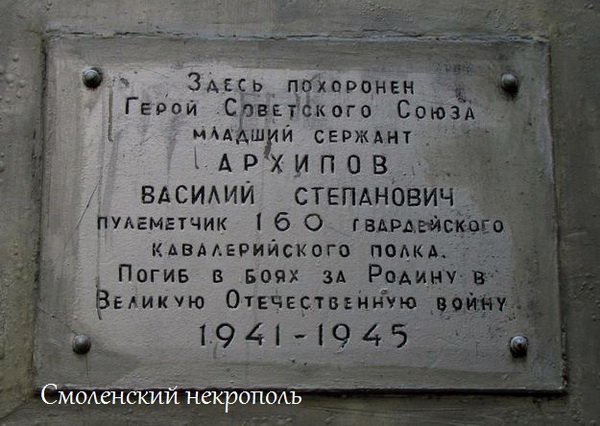 Здесь похоронен
Герой Советского Союза
младший сержант
АРХИПОВ
ВАСИЛИЙ СТЕПАНОВИЧ
пулеметчик 160 гвардейского
кавалерийского полка.
Погиб в боях за Родину в
Великую Отечественную войну
1941-1945
Смоленский некрополь